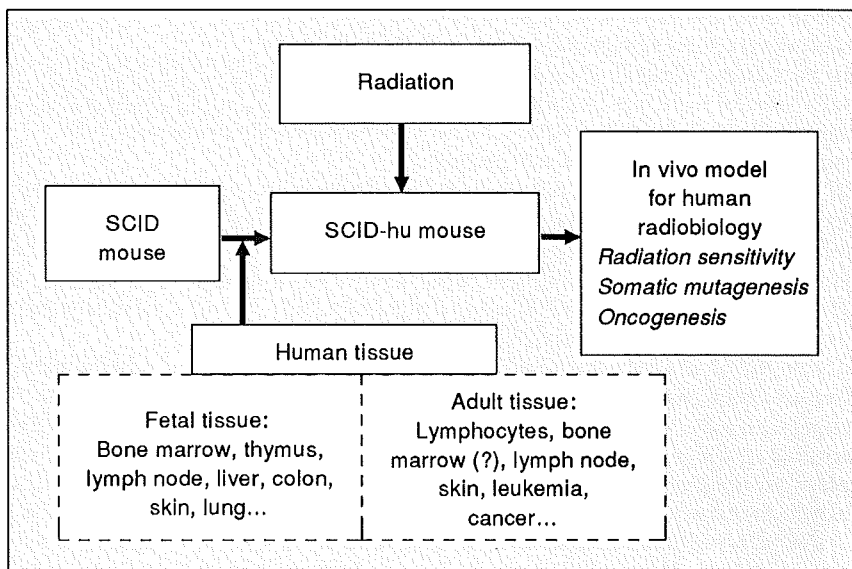 Radiation
SCID
mouse
SCID-hu mouse
In vivo model
for human
radiobiology
Radiation sensitivity
Somatic mutagenesis
Oncogenesis
Human tissue
Fetal tissue:
Bone marrow, thymus,
lymph node, liver, colon,
skin, lung...
Adult tissue:
Lymphocytes, bone
marrow (?), lymph node,
skin, leukemia,
cancer...